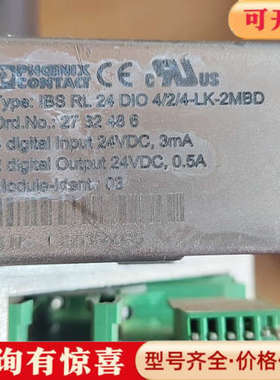 可开
PHOENIX
CONTACT CE c UL US
Type: IBS RL 24 DIO 4/2/4-LK-2MBD
Ord.No.: 27 32 48 6
digital Input 24VDC, 3mA
digital Output 24VDC, 0.5A
Module-Ident.: 03
询有惊喜
型号齐全·价格